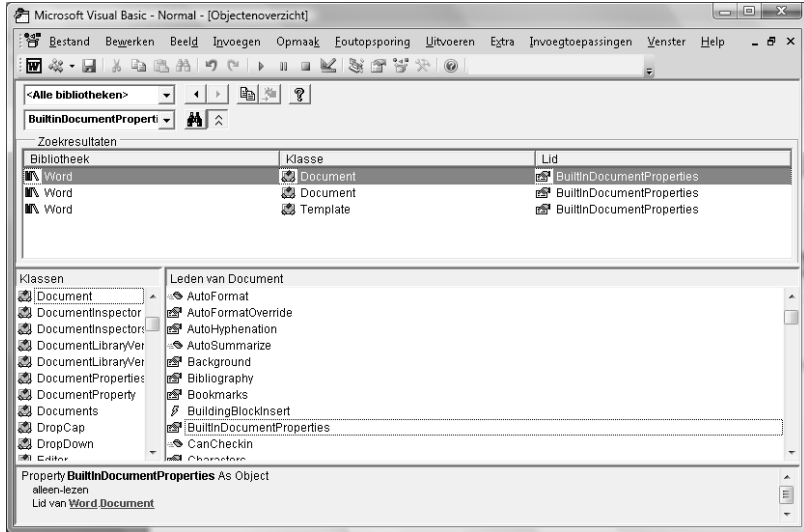 Microsoft Visual Basic - Normal - [Objectenoverzicht]
Bestand Bewerken Beeld Invoegen Opmaak Foutopsporing Uitvoeren Extra Invoegtoepassingen Venster Help
<Alle bibliotheken>
BuiltinDocumentProperti
Zoekresultaten
Bibliotheek Klasse Lid
Word Document BuiltInDocumentProperties
Word Document BuiltInDocumentProperties
Word Template BuiltInDocumentProperties
Klassen
Document
DocumentInspector
DocumentInspectors
DocumentLibraryVer
DocumentLibraryVer
DocumentProperties
DocumentProperty
Documents
DropCap
DropDown
Editor
Leden van Document
AutoFormat
AutoFormatOverride
AutoHyphenation
AutoSummarize
Background
Bibliography
Bookmarks
BuildingBlockInsert
BuiltInDocumentProperties
CanCheckin
Characters
Property BuiltInDocumentProperties As Object
alleen-lezen
Lid van Word.Document